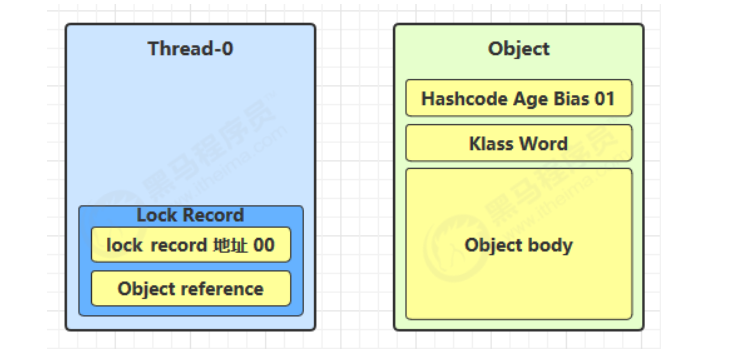 Thread-0
Lock Record
lock record 地址 00
Object reference
Object
Hashcode Age Bias 01
Klass Word
Object body
黑马程序员
www.itheima.com
黑马程序员
www.itheima.com